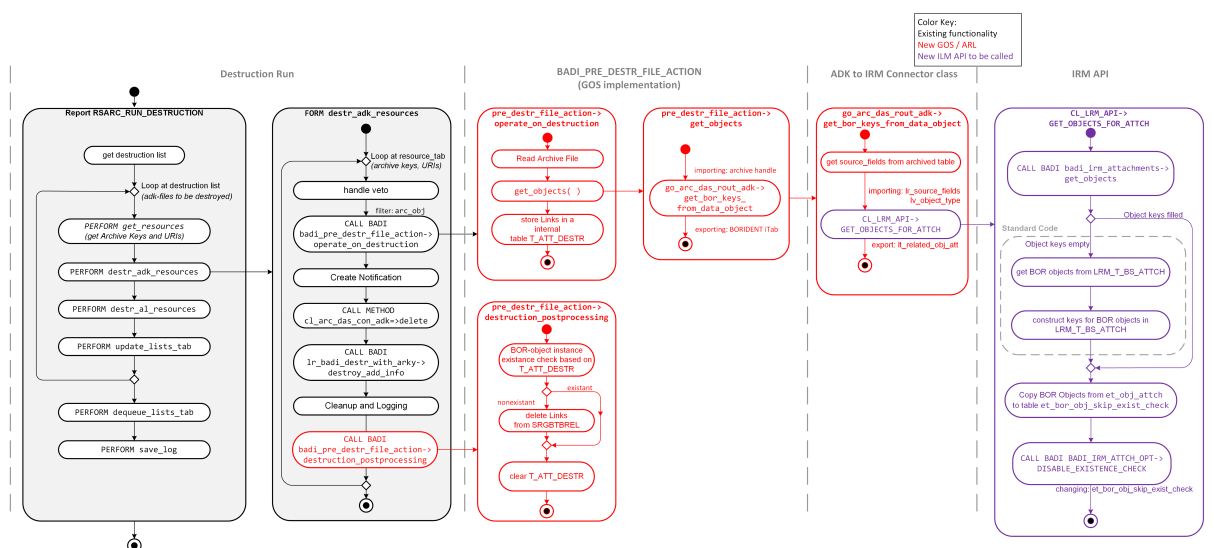 Color Key:
Existing functionality
New GOS / ARL
New ILM API to be called
Destruction Run
BADI_PRE_DESTR_FILE_ACTION
(GOS implementation)
ADK to IRM Connector class
IRM API
Report RSARC_RUN_DESTRUCTION
get destruction list
Loop at destruction list
(adk-files to be destroyed)
PERFORM get_resources
(get Archive Keys and URIs)
PERFORM destr_adk_resources
PERFORM destr_al_resources
PERFORM update_lists_tab
PERFORM dequeue_lists_tab
PERFORM save_log
FORM destr_adk_resources
Loop at resource_tab
(archive keys, URIs)
handle veto
filter: arc_obj
CALL BADI
badi_pre_destr_file_action->
operate_on_destruction
Create Notification
CALL METHOD
cl_arc_das_con_adk=>delete
CALL BADI
lr_badi_destr_with_arky->
destroy_add_info
Cleanup and Logging
CALL BADI
badi_pre_destr_file_action->
destruction_postprocessing
pre_destr_file_action->
operate_on_destruction
Read Archive File
get_objects( )
store Links in a
internal
table T_ATT_DESTR
pre_destr_file_action->
destruction_postprocessing
BOR-object instance
existance check based on
T_ATT_DESTR
existant
nonexistant
delete Links
from SRGBTBREL
clear T_ATT_DESTR
pre_destr_file_action->
get_objects
importing: archive handle
go_arc_das_rout_adk->
get_bor_keys_
from_data_object
exporting: BORIDENT iTab
go_arc_das_rout_adk->
get_bor_keys_from_data_object
get source_fields from archived table
importing: lr_source_fields
lv_object_type
CL_LRM_API->
GET_OBJECTS_FOR_ATTCH
export: lt_related_obj_att
CL_LRM_API->
GET_OBJECTS_FOR_ATTCH
CALL BADI badi_irm_attachments->
get_objects
Object keys filled
Standard Code
Object keys empty
get BOR objects from LRM_T_BS_ATTCH
construct keys for BOR objects in
LRM_T_BS_ATTCH
Copy BOR Objects from et_obj_attch
to table et_bor_obj_skip_exist_check
CALL BADI BADI_IRM_ATTCH_OPT->
DISABLE_EXISTENCE_CHECK
changing: et_bor_obj_skip_exist_check